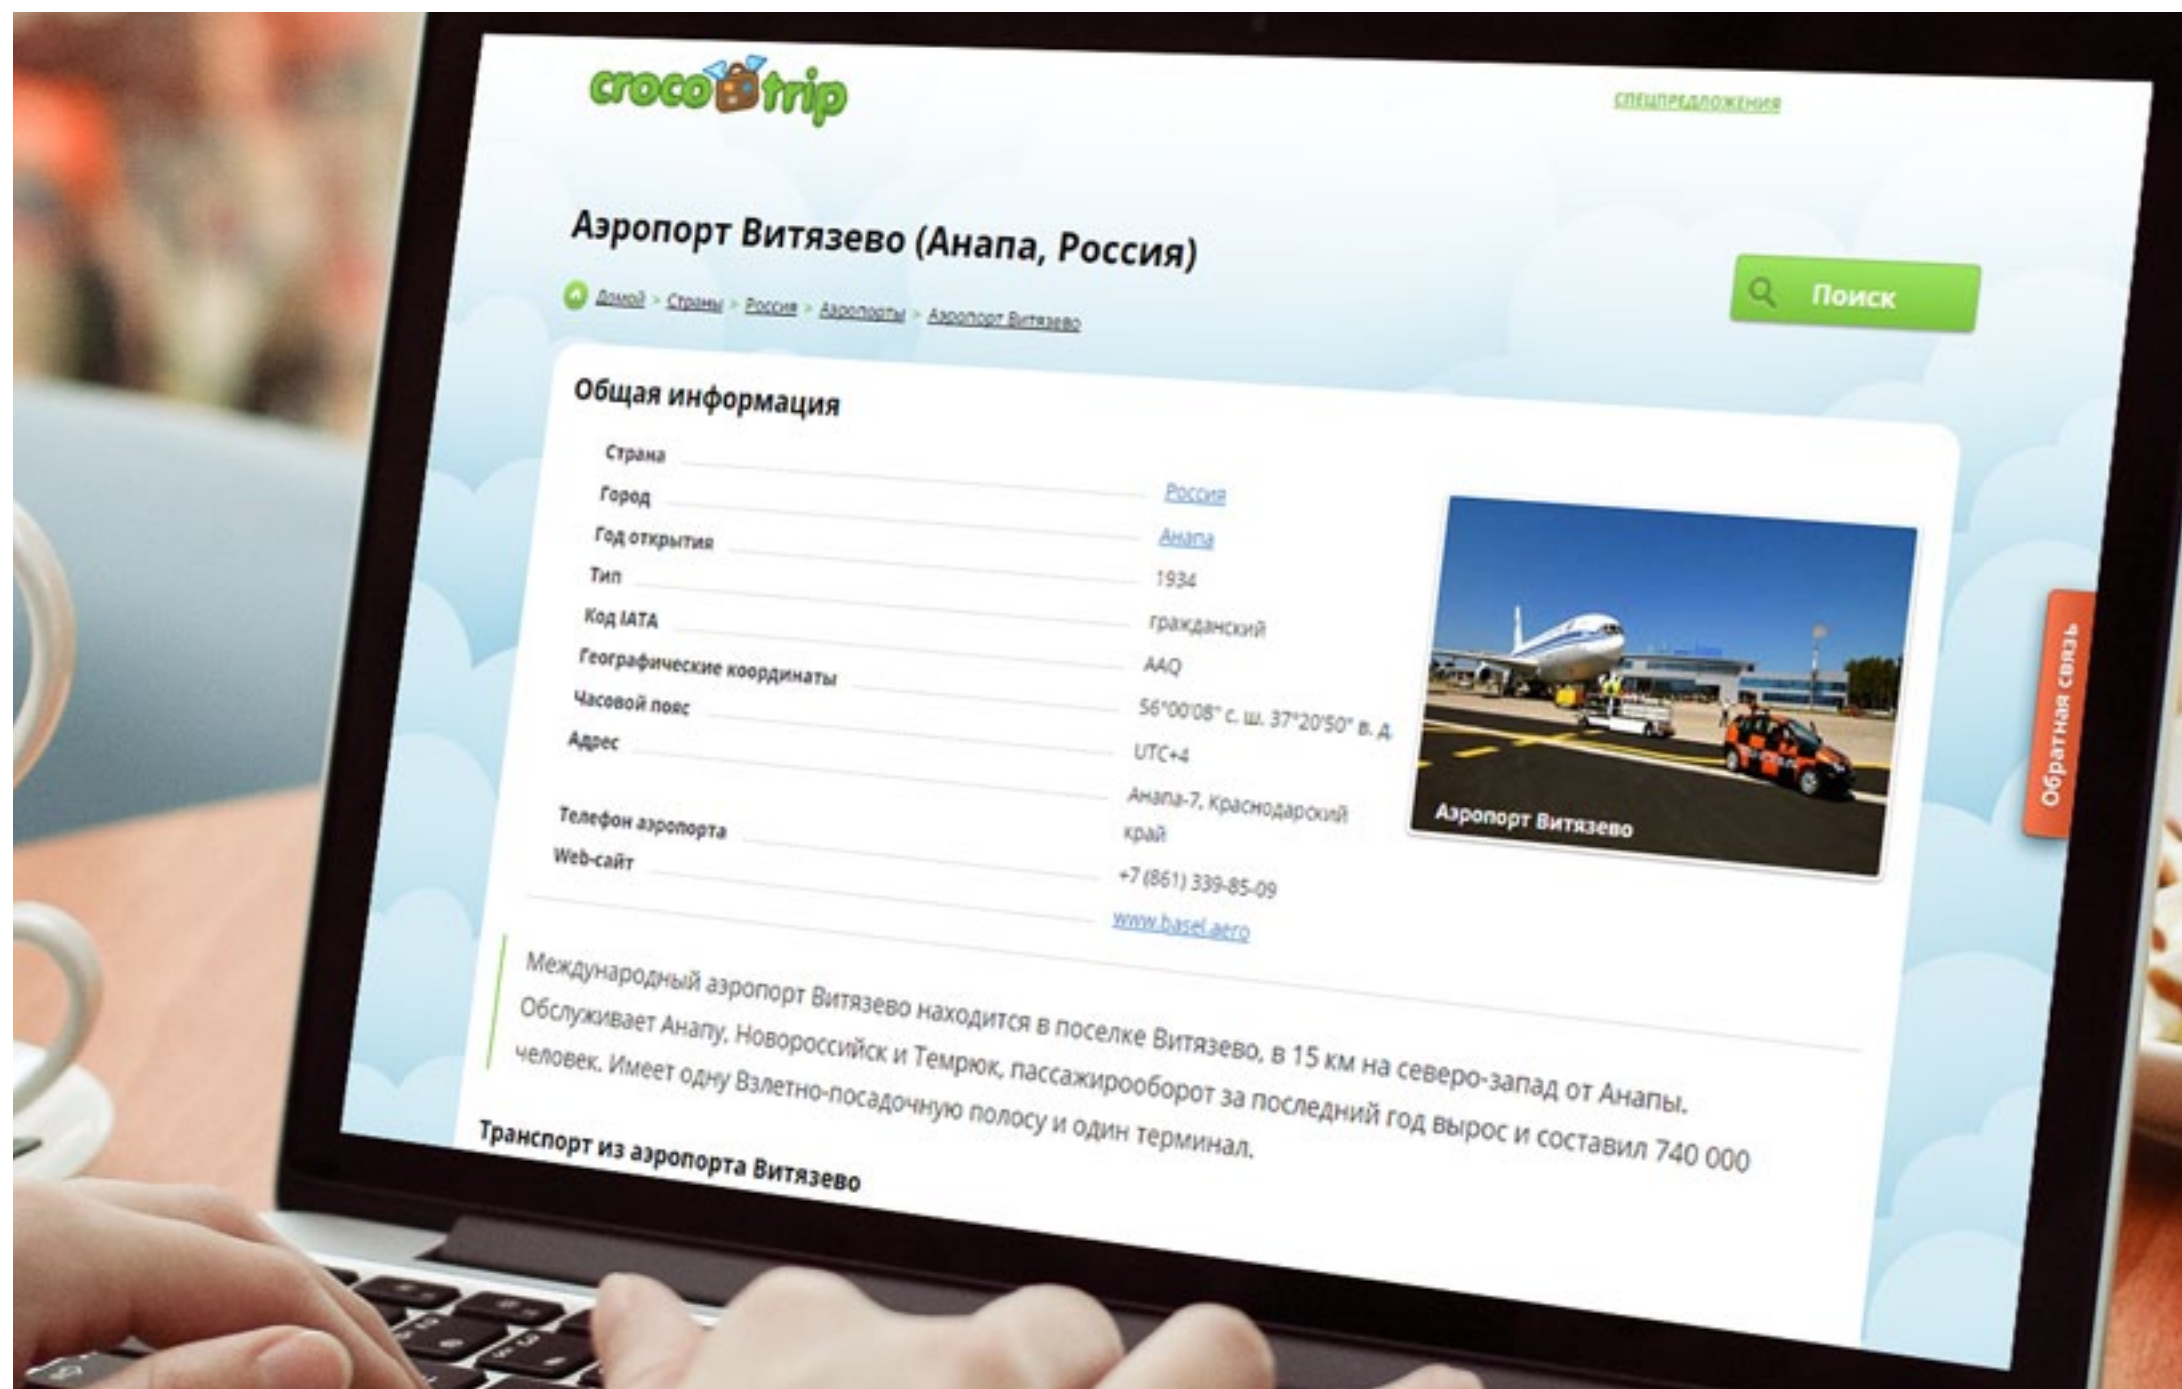 crocotrip
СПЕЦПРЕДЛОЖЕНИЯ
Аэропорт Витязево (Анапа, Россия)
Домой > Страны > Россия > Аэропорты > Аэропорт Витязево
Поиск
Общая информация
Страна Россия
Город Анапа
Год открытия 1934
Тип гражданский
Код IATA AAQ
Географические координаты 56°00'08" с. ш. 37°20'50" в. д.
Часовой пояс UTC+4
Адрес Анапа-7, Краснодарский
край
Телефон аэропорта +7 (861) 339-85-09
Web-сайт www.basel.aero
Аэропорт Витязево
Обратная связь
Международный аэропорт Витязево находится в поселке Витязево, в 15 км на северо-запад от Анапы.
Обслуживает Анапу, Новороссийск и Темрюк, пассажирооборот за последний год вырос и составил 740 000
человек. Имеет одну Взлетно-посадочную полосу и один терминал.
Транспорт из аэропорта Витязево